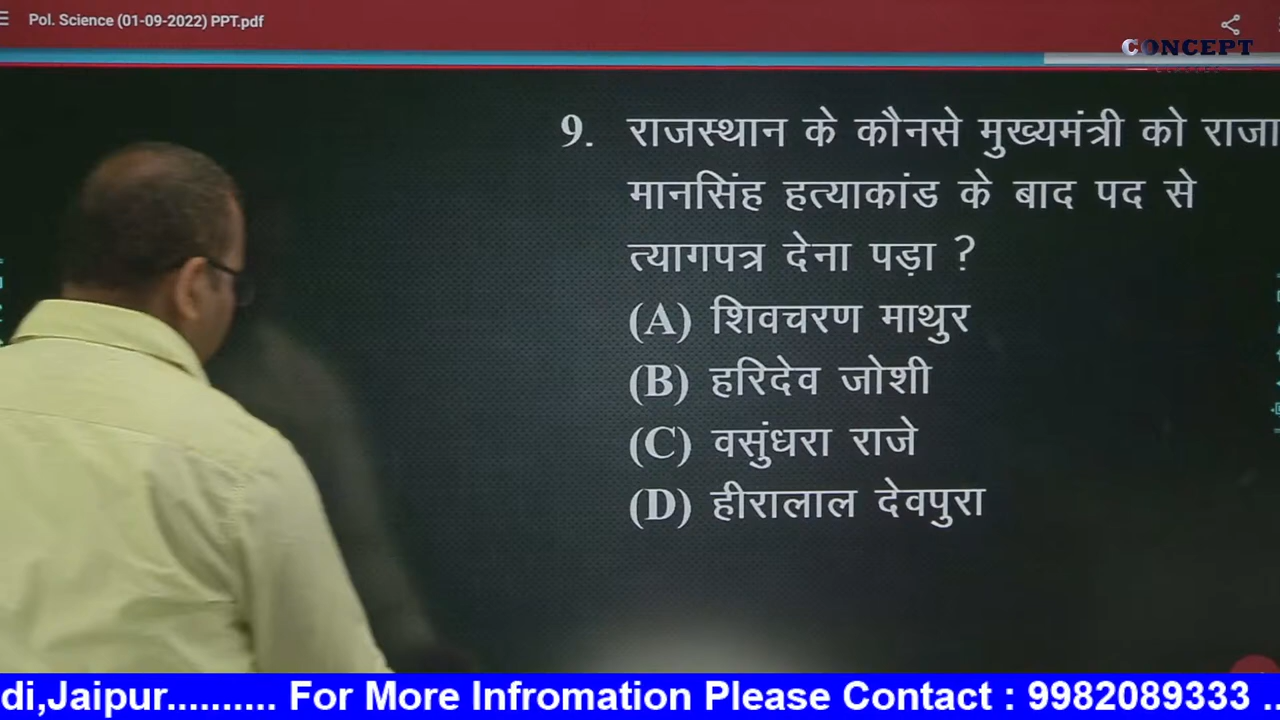 Pol. Science (01-09-2022) PPT.pdf
CONCEPT
9. राजस्थान के कौनसे मुख्यमंत्री को राजा
मानसिंह हत्याकांड के बाद पद से
त्यागपत्र देना पड़ा ?
(A) शिवचरण माथुर
(B) हरिदेव जोशी
(C) वसुंधरा राजे
(D) हीरालाल देवपुरा
di,Jaipur.......... For More Infromation Please Contact : 9982089333 ..